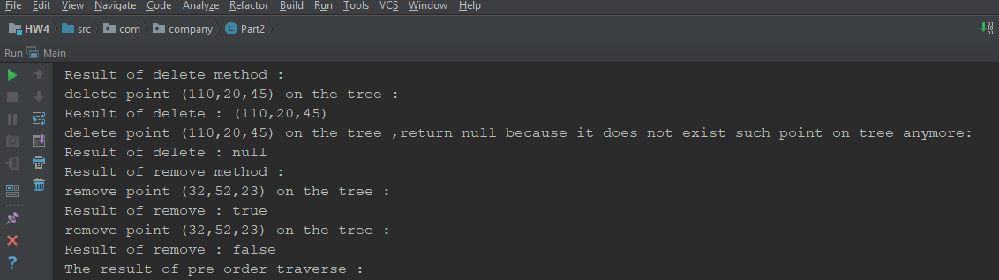 File Edit View Navigate Code Analyze Refactor Build Run Tools VCS Window Help
HW4 src com company Part2
Run Main
Result of delete method :
delete point (110,20,45) on the tree :
Result of delete : (110,20,45)
delete point (110,20,45) on the tree ,return null because it does not exist such point on tree anymore:
Result of delete : null
Result of remove method :
remove point (32,52,23) on the tree :
Result of remove : true
remove point (32,52,23) on the tree :
Result of remove : false
The result of pre order traverse :